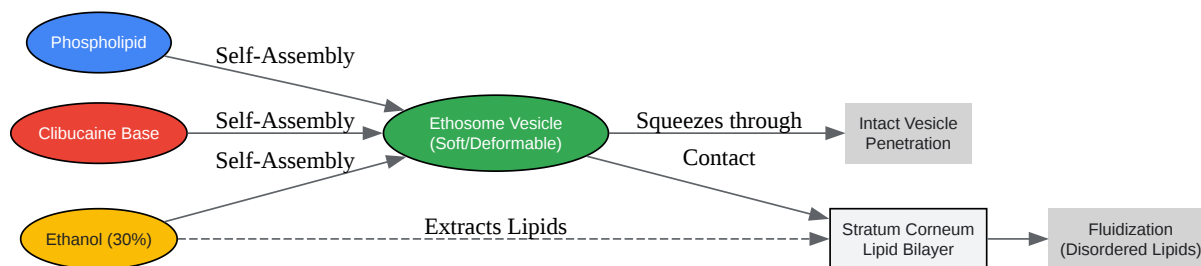 Phospholipid
Self-Assembly
Clibucaine Base
Self-Assembly
Ethosome Vesicle
(Soft/Deformable)
Squeezes through
Intact Vesicle
Penetration
Self-Assembly
Contact
Ethanol (30%)
Extracts Lipids
Stratum Corneum
Lipid Bilayer
Fluidization
(Disordered Lipids)